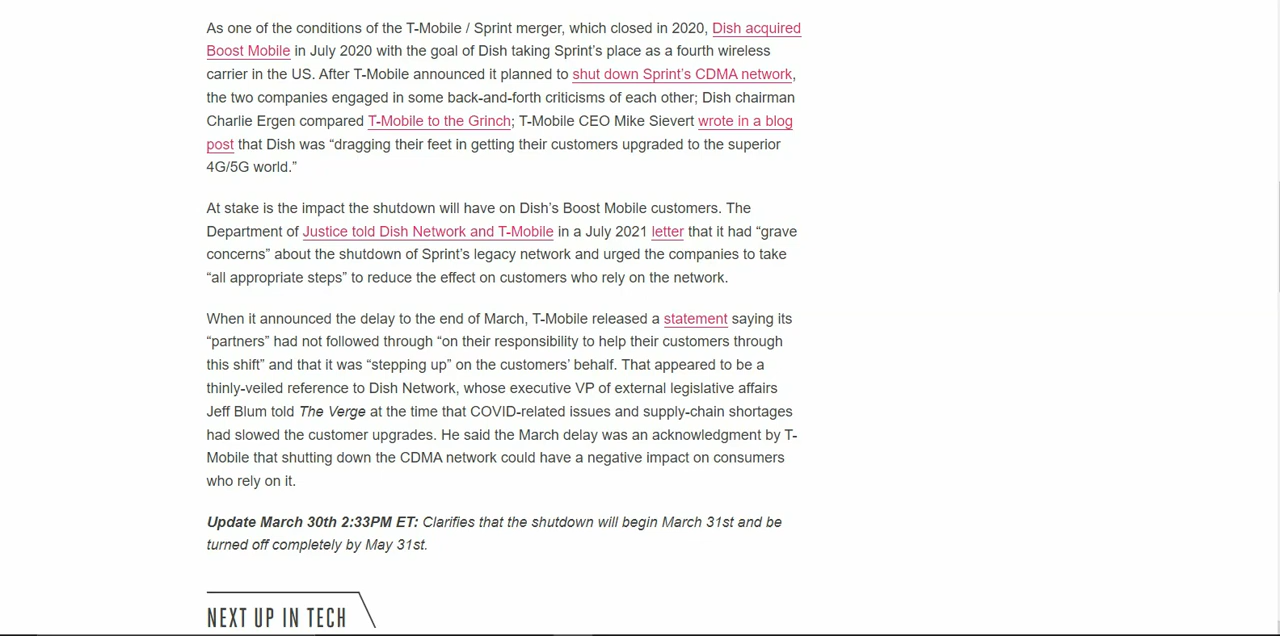 As one of the conditions of the T-Mobile / Sprint merger, which closed in 2020, Dish acquired
Boost Mobile in July 2020 with the goal of Dish taking Sprint’s place as a fourth wireless
carrier in the US. After T-Mobile announced it planned to shut down Sprint’s CDMA network,
the two companies engaged in some back-and-forth criticisms of each other; Dish chairman
Charlie Ergen compared T-Mobile to the Grinch; T-Mobile CEO Mike Sievert wrote in a blog
post that Dish was “dragging their feet in getting their customers upgraded to the superior
4G/5G world.”
At stake is the impact the shutdown will have on Dish’s Boost Mobile customers. The
Department of Justice told Dish Network and T-Mobile in a July 2021 letter that it had “grave
concerns” about the shutdown of Sprint’s legacy network and urged the companies to take
“all appropriate steps” to reduce the effect on customers who rely on the network.
When it announced the delay to the end of March, T-Mobile released a statement saying its
“partners” had not followed through “on their responsibility to help their customers through
this shift” and that it was “stepping up” on the customers’ behalf. That appeared to be a
thinly-veiled reference to Dish Network, whose executive VP of external legislative affairs
Jeff Blum told The Verge at the time that COVID-related issues and supply-chain shortages
had slowed the customer upgrades. He said the March delay was an acknowledgment by T-
Mobile that shutting down the CDMA network could have a negative impact on consumers
who rely on it.
Update March 30th 2:33PM ET: Clarifies that the shutdown will begin March 31st and be
turned off completely by May 31st.
NEXT UP IN TECH